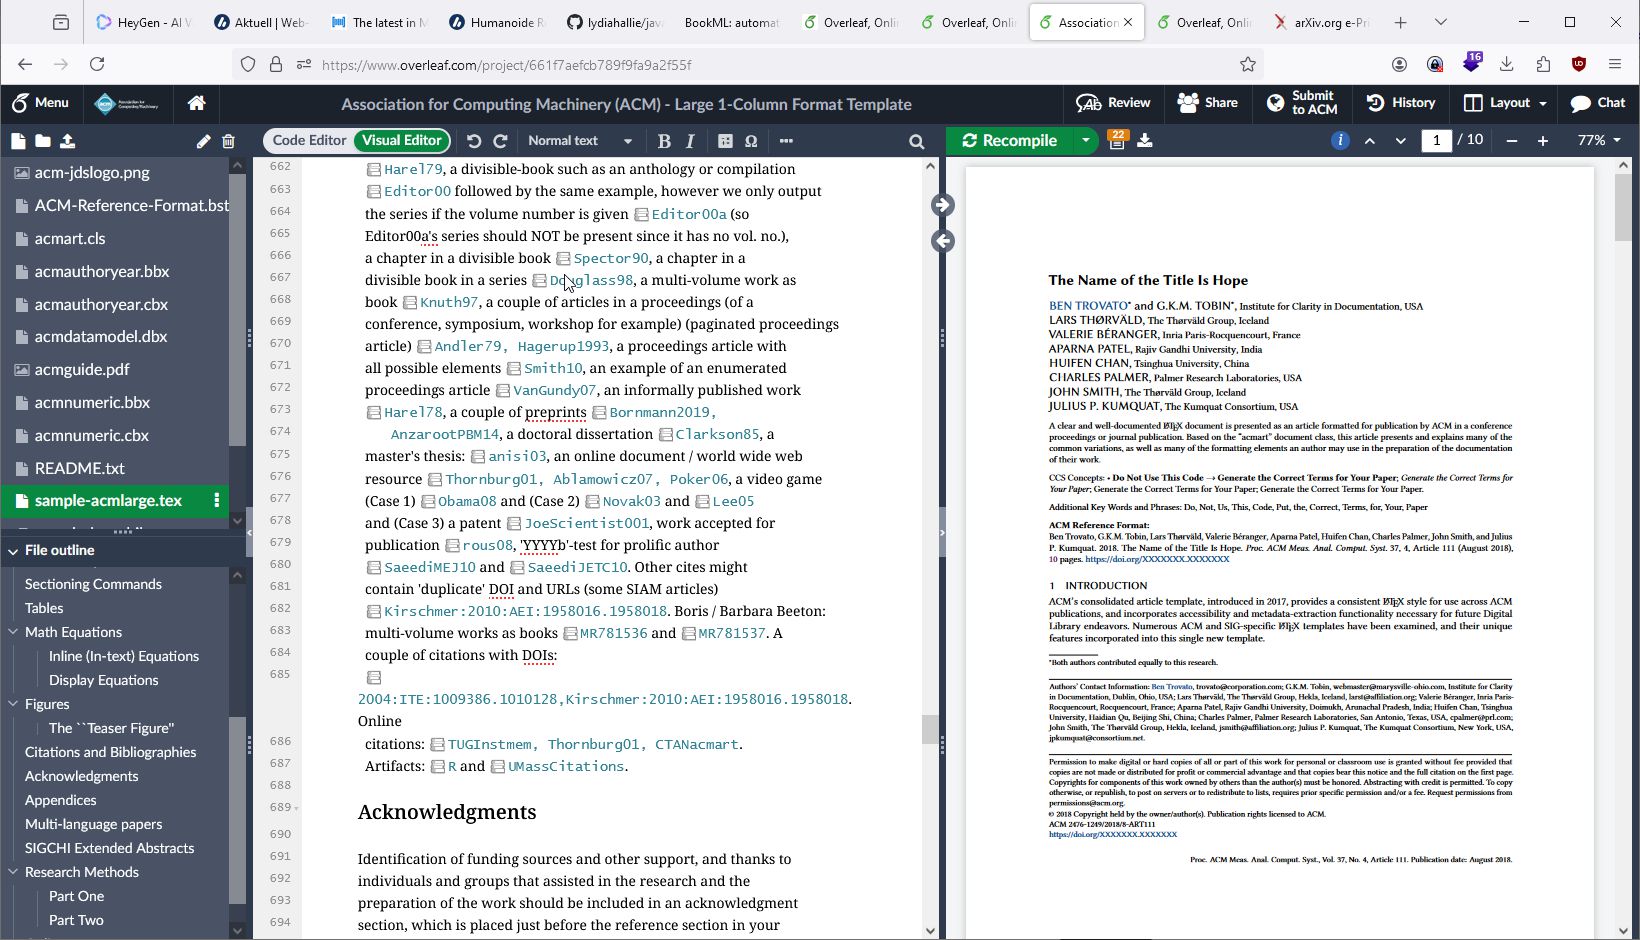 HeyGen - AI V
Aktuell | Web-
The latest in M
Humanoide R
lydiahallie/java
BookML: automat
Overleaf, Onli
Overleaf, Onli
Association
Overleaf, Onli
arXiv.org e-Pri
https://www.overleaf.com/project/661f7aefcb789f9fa9a2f55f
16
Menu
Association for Computing Machinery (ACM) - Large 1-Column Format Template
Review
Share
Submit to ACM
History
Layout
Chat
Code Editor
Visual Editor
Normal text
B I
Ω
Recompile
22
1 / 10
77%
acm-jdslogo.png
ACM-Reference-Format.bst
acmart.cls
acmauthoryear.bbx
acmauthoryear.cbx
acmdatamodel.dbx
acmguide.pdf
acmnumeric.bbx
acmnumeric.cbx
README.txt
sample-acmlarge.tex
File outline
Sectioning Commands
Tables
Math Equations
Inline (In-text) Equations
Display Equations
Figures
The ``Teaser Figure"
Citations and Bibliographies
Acknowledgments
Appendices
Multi-language papers
SIGCHI Extended Abstracts
Research Methods
Part One
Part Two
662 Harel79, a divisible-book such as an anthology or compilation
663 Editor00 followed by the same example, however we only output
664 the series if the volume number is given Editor00a (so
665 Editor00a's series should NOT be present since it has no vol. no.),
666 a chapter in a divisible book Spector90, a chapter in a
667 divisible book in a series Douglass98, a multi-volume work as
668 book Knuth97, a couple of articles in a proceedings (of a
669 conference, symposium, workshop for example) (paginated proceedings
670 article) Andler79, Hagerup1993, a proceedings article with
671 all possible elements Smith10, an example of an enumerated
672 proceedings article VanGundy07, an informally published work
673 Harel78, a couple of preprints Bornmann2019,
674 AnzarootPBM14, a doctoral dissertation Clarkson85, a
675 master's thesis: anisi03, an online document / world wide web
676 resource Thornburg01, Ablamowicz07, Poker06, a video game
677 (Case 1) Obama08 and (Case 2) Novak03 and Lee05
678 and (Case 3) a patent JoeScientist001, work accepted for
679 publication rous08, 'YYYYb'-test for prolific author
680 SaeediMEJ10 and SaeediJETC10. Other cites might
681 contain 'duplicate' DOI and URLs (some SIAM articles)
682 Kirschmer:2010:AEI:1958016.1958018. Boris / Barbara Beeton:
683 multi-volume works as books MR781536 and MR781537. A
684 couple of citations with DOIs:
685
2004:ITE:1009386.1010128,Kirschmer:2010:AEI:1958016.1958018.
Online
686 citations: TUGInstmem, Thornburg01, CTANacmart.
687 Artifacts: R and UMassCitations.
688
689 Acknowledgments
690
691 Identification of funding sources and other support, and thanks to
692 individuals and groups that assisted in the research and the
693 preparation of the work should be included in an acknowledgment
694 section, which is placed just before the reference section in your
The Name of the Title Is Hope
BEN TROVATO* and G.K.M. TOBIN*, Institute for Clarity in Documentation, USA
LARS THØRVÄLD, The Thørväld Group, Iceland
VALERIE BÉRANGER, Inria Paris-Rocquencourt, France
APARNA PATEL, Rajiv Gandhi University, India
HUIFEN CHAN, Tsinghua University, China
CHARLES PALMER, Palmer Research Laboratories, USA
JOHN SMITH, The Thørväld Group, Iceland
JULIUS P. KUMQUAT, The Kumquat Consortium, USA
A clear and well-documented LATEX document is presented as an article formatted for publication by ACM in a conference
proceedings or journal publication. Based on the "acmart" document class, this article presents and explains many of the
common variations, as well as many of the formatting elements an author may use in the preparation of the documentation
of their work.
CCS Concepts: • Do Not Use This Code → Generate the Correct Terms for Your Paper; Generate the Correct Terms for
Your Paper; Generate the Correct Terms for Your Paper; Generate the Correct Terms for Your Paper.
Additional Key Words and Phrases: Do, Not, Us, This, Code, Put, the, Correct, Terms, for, Your, Paper
ACM Reference Format:
Ben Trovato, G.K.M. Tobin, Lars Thørväld, Valerie Béranger, Aparna Patel, Huifen Chan, Charles Palmer, John Smith, and Julius
P. Kumquat. 2018. The Name of the Title Is Hope. Proc. ACM Meas. Anal. Comput. Syst. 37, 4, Article 111 (August 2018),
10 pages. https://doi.org/XXXXXXX.XXXXXXX
1 INTRODUCTION
ACM's consolidated article template, introduced in 2017, provides a consistent LATEX style for use across ACM
publications, and incorporates accessibility and metadata-extraction functionality necessary for future Digital
Library endeavors. Numerous ACM and SIG-specific LATEX templates have been examined, and their unique
features incorporated into this single new template.
*Both authors contributed equally to this research.
Authors' Contact Information: Ben Trovato, trovato@corporation.com; G.K.M. Tobin, webmaster@marysville-ohio.com, Institute for Clarity
in Documentation, Dublin, Ohio, USA; Lars Thørväld, The Thørväld Group, Hekla, Iceland, larst@affiliation.org; Valerie Béranger, Inria Paris-
Rocquencourt, Rocquencourt, France; Aparna Patel, Rajiv Gandhi University, Doimukh, Arunachal Pradesh, India; Huifen Chan, Tsinghua
University, Haidian Qu, Beijing Shi, China; Charles Palmer, Palmer Research Laboratories, San Antonio, Texas, USA, cpalmer@prl.com;
John Smith, The Thørväld Group, Hekla, Iceland, jsmith@affiliation.org; Julius P. Kumquat, The Kumquat Consortium, New York, USA,
jpkumquat@consortium.net.
Permission to make digital or hard copies of all or part of this work for personal or classroom use is granted without fee provided that
copies are not made or distributed for profit or commercial advantage and that copies bear this notice and the full citation on the first page.
Copyrights for components of this work owned by others than the author(s) must be honored. Abstracting with credit is permitted. To copy
otherwise, or republish, to post on servers or to redistribute to lists, requires prior specific permission and/or a fee. Request permissions from
permissions@acm.org.
© 2018 Copyright held by the owner/author(s). Publication rights licensed to ACM.
ACM 2476-1249/2018/8-ART111
https://doi.org/XXXXXXX.XXXXXXX
Proc. ACM Meas. Anal. Comput. Syst., Vol. 37, No. 4, Article 111. Publication date: August 2018.